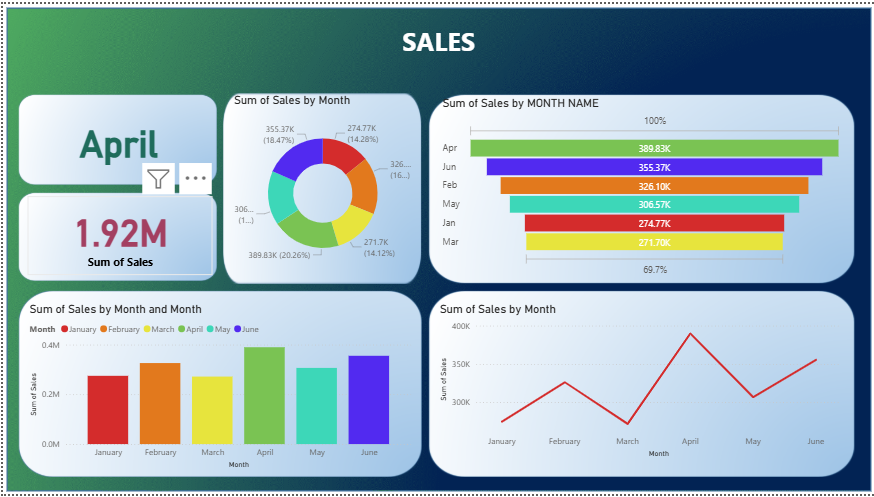 SALES
April
1.92M
Sum of Sales
Sum of Sales by Month
355.37K
(18.47%)
274.77K
(14.28%)
326....
(16...)
306...
(1...)
271.7K
(14.12%)
389.83K (20.26%)
Sum of Sales by MONTH NAME
100%
Apr 389.83K
Jun 355.37K
Feb 326.10K
May 306.57K
Jan 274.77K
Mar 271.70K
69.7%
Sum of Sales by Month and Month
Month January February March April May June
Sum of Sales
0.4M
0.2M
0.0M
January February March April May June
Month
Sum of Sales by Month
Sum of Sales
400K
350K
300K
January February March April May June
Month